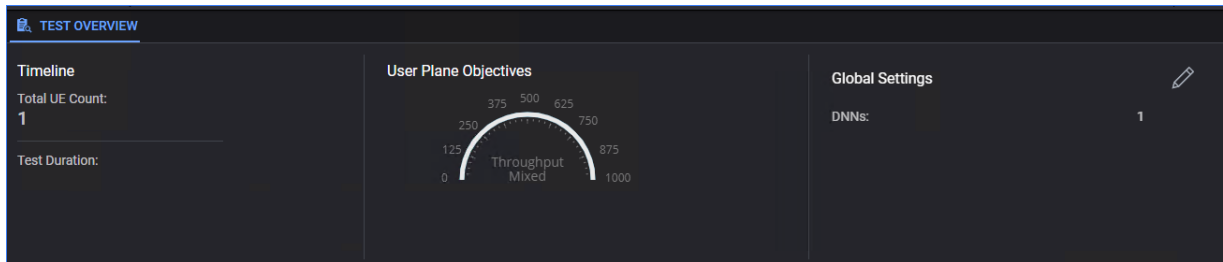 TEST OVERVIEW
Timeline
Total UE Count:
1
Test Duration:
User Plane Objectives
0
125
250
375
500
625
750
875
1000
Throughput
Mixed
Global Settings
DNNs: 1